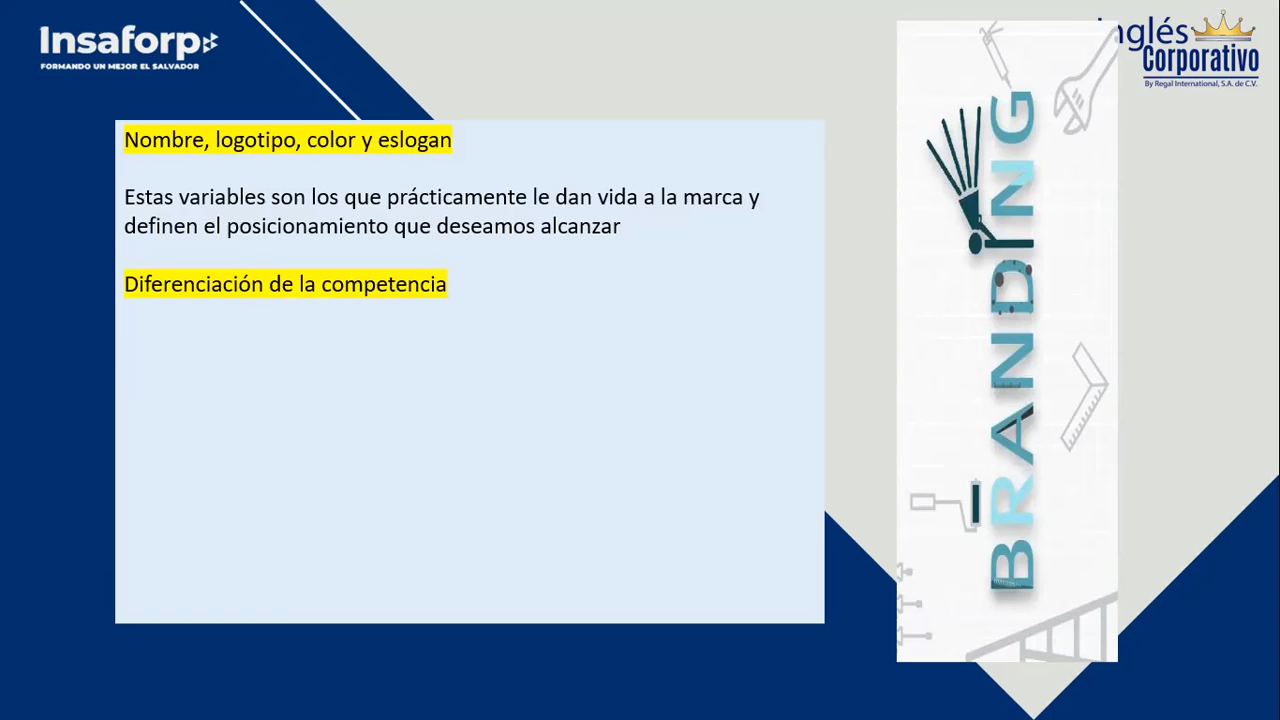 Insaforp
FORMANDO UN MEJOR EL SALVADOR
inglés
Corporativo
By Regal International, S.A. de C.V.
Nombre, logotipo, color y eslogan
Estas variables son los que prácticamente le dan vida a la marca y
definen el posicionamiento que deseamos alcanzar
Diferenciación de la competencia
BRANDING